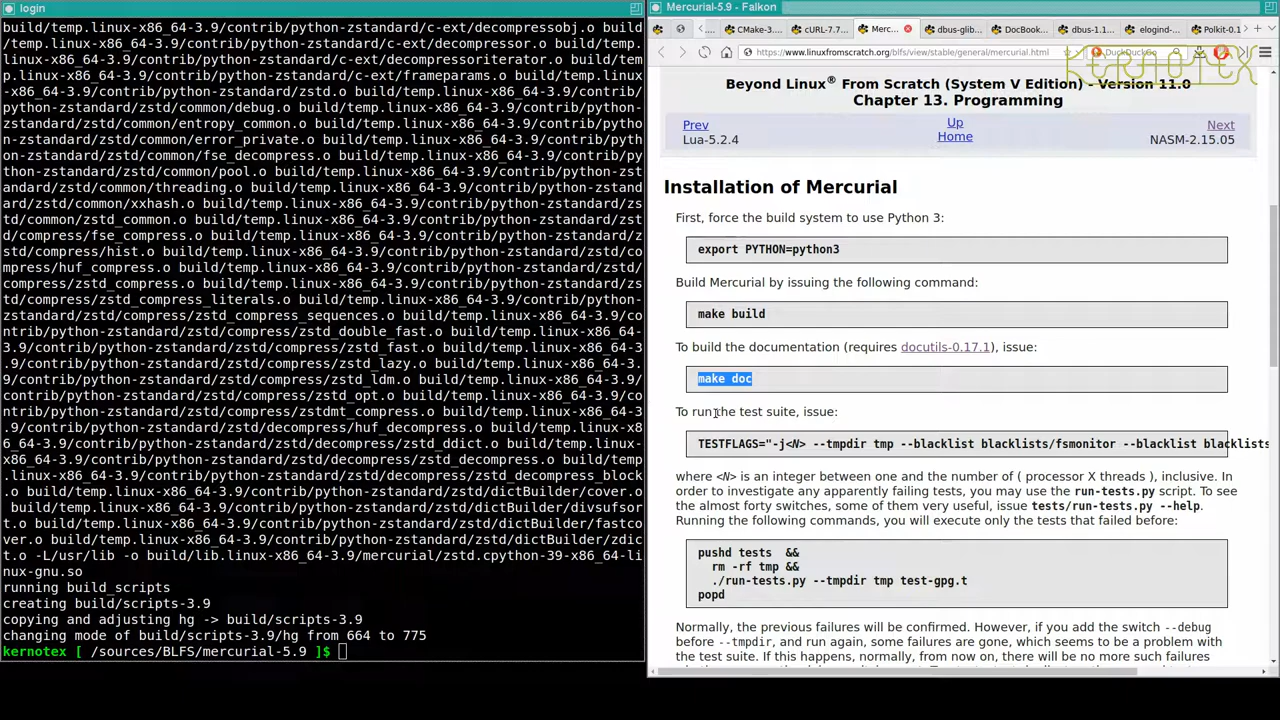 login
build/temp.linux-x86_64-3.9/contrib/python-zstandard/c-ext/decompressobj.o build
/temp.linux-x86_64-3.9/contrib/python-zstandard/c-ext/decompressor.o build/temp.
linux-x86_64-3.9/contrib/python-zstandard/c-ext/decompressoriterator.o build/tem
p.linux-x86_64-3.9/contrib/python-zstandard/c-ext/frameparams.o build/temp.linux
-x86_64-3.9/contrib/python-zstandard/zstd.o build/temp.linux-x86_64-3.9/contrib/
python-zstandard/zstd/common/debug.o build/temp.linux-x86_64-3.9/contrib/python-
zstandard/zstd/common/entropy_common.o build/temp.linux-x86_64-3.9/contrib/pytho
n-zstandard/zstd/common/error_private.o build/temp.linux-x86_64-3.9/contrib/pyth
on-zstandard/zstd/common/fse_decompress.o build/temp.linux-x86_64-3.9/contrib/py
thon-zstandard/zstd/common/pool.o build/temp.linux-x86_64-3.9/contrib/python-zst
andard/zstd/common/threading.o build/temp.linux-x86_64-3.9/contrib/python-zstand
ard/zstd/common/xxhash.o build/temp.linux-x86_64-3.9/contrib/python-zstandard/zs
td/common/zstd_common.o build/temp.linux-x86_64-3.9/contrib/python-zstandard/zst
d/compress/fse_compress.o build/temp.linux-x86_64-3.9/contrib/python-zstandard/z
std/compress/hist.o build/temp.linux-x86_64-3.9/contrib/python-zstandard/zstd/co
mpress/huf_compress.o build/temp.linux-x86_64-3.9/contrib/python-zstandard/zstd/
compress/zstd_compress.o build/temp.linux-x86_64-3.9/contrib/python-zstandard/zs
td/compress/zstd_compress_literals.o build/temp.linux-x86_64-3.9/contrib/python-
zstandard/zstd/compress/zstd_compress_sequences.o build/temp.linux-x86_64-3.9/co
ntrib/python-zstandard/zstd/compress/zstd_double_fast.o build/temp.linux-x86_64-
3.9/contrib/python-zstandard/zstd/compress/zstd_fast.o build/temp.linux-x86_64-3
.9/contrib/python-zstandard/zstd/compress/zstd_lazy.o build/temp.linux-x86_64-3.
9/contrib/python-zstandard/zstd/compress/zstd_ldm.o build/temp.linux-x86_64-3.9/
contrib/python-zstandard/zstd/compress/zstd_opt.o build/temp.linux-x86_64-3.9/co
ntrib/python-zstandard/zstd/compress/zstdmt_compress.o build/temp.linux-x86_64-3
.9/contrib/python-zstandard/zstd/decompress/huf_decompress.o build/temp.linux-x8
6_64-3.9/contrib/python-zstandard/zstd/decompress/zstd_ddict.o build/temp.linux-
x86_64-3.9/contrib/python-zstandard/zstd/decompress/zstd_decompress.o build/temp
.linux-x86_64-3.9/contrib/python-zstandard/zstd/decompress/zstd_decompress_block
.o build/temp.linux-x86_64-3.9/contrib/python-zstandard/zstd/dictBuilder/cover.o
 build/temp.linux-x86_64-3.9/contrib/python-zstandard/zstd/dictBuilder/divsufsor
t.o build/temp.linux-x86_64-3.9/contrib/python-zstandard/zstd/dictBuilder/fastco
ver.o build/temp.linux-x86_64-3.9/contrib/python-zstandard/zstd/dictBuilder/zdic
t.o -L/usr/lib -o build/lib.linux-x86_64-3.9/mercurial/zstd.cpython-39-x86_64-li
nux-gnu.so
running build_scripts
creating build/scripts-3.9
copying and adjusting hg -> build/scripts-3.9
changing mode of build/scripts-3.9/hg from 664 to 775
kernotex [ /sources/BLFS/mercurial-5.9 ]$
Mercurial-5.9 - Falkon
CMake-3.... cURL-7.7... Merc... dbus-glib... DocBook... dbus-1.1... elogind-... Polkit-0.1
https://www.linuxfromscratch.org/blfs/view/stable/general/mercurial.html DuckDuckGo
KERNOTEX
Beyond Linux® From Scratch (System V Edition) - Version 11.0
Chapter 13. Programming
Prev Up Next
Lua-5.2.4 Home NASM-2.15.05
Installation of Mercurial
First, force the build system to use Python 3:
export PYTHON=python3
Build Mercurial by issuing the following command:
make build
To build the documentation (requires docutils-0.17.1), issue:
make doc
To run the test suite, issue:
TESTFLAGS="-j<N> --tmpdir tmp --blacklist blacklists/fsmonitor --blacklist blacklists
where <N> is an integer between one and the number of ( processor X threads ), inclusive. In
order to investigate any apparently failing tests, you may use the run-tests.py script. To see
the almost forty switches, some of them very useful, issue tests/run-tests.py --help.
Running the following commands, you will execute only the tests that failed before:
pushd tests &&
rm -rf tmp &&
./run-tests.py --tmpdir tmp test-gpg.t
popd
Normally, the previous failures will be confirmed. However, if you add the switch --debug
before --tmpdir, and run again, some failures are gone, which seems to be a problem with
the test suite. If this happens, normally, from now on, there will be no more such failures